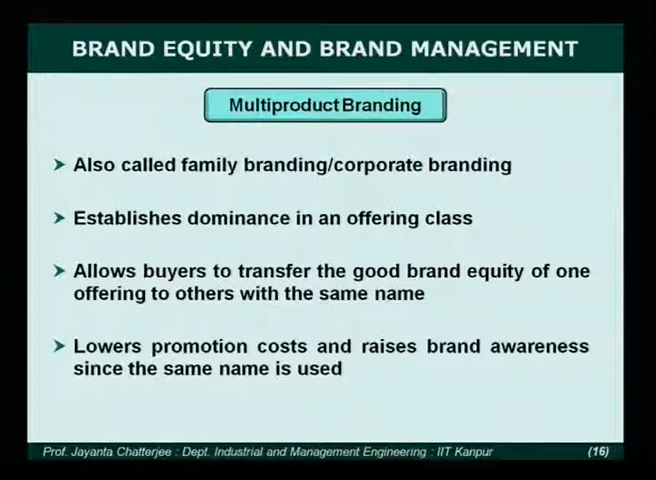 BRAND EQUITY AND BRAND MANAGEMENT
Multiproduct Branding
Also called family branding/corporate branding
Establishes dominance in an offering class
Allows buyers to transfer the good brand equity of one
offering to others with the same name
Lowers promotion costs and raises brand awareness
since the same name is used
Prof. Jayanta Chatterjee : Dept. Industrial and Management Engineering : IIT Kanpur (16)